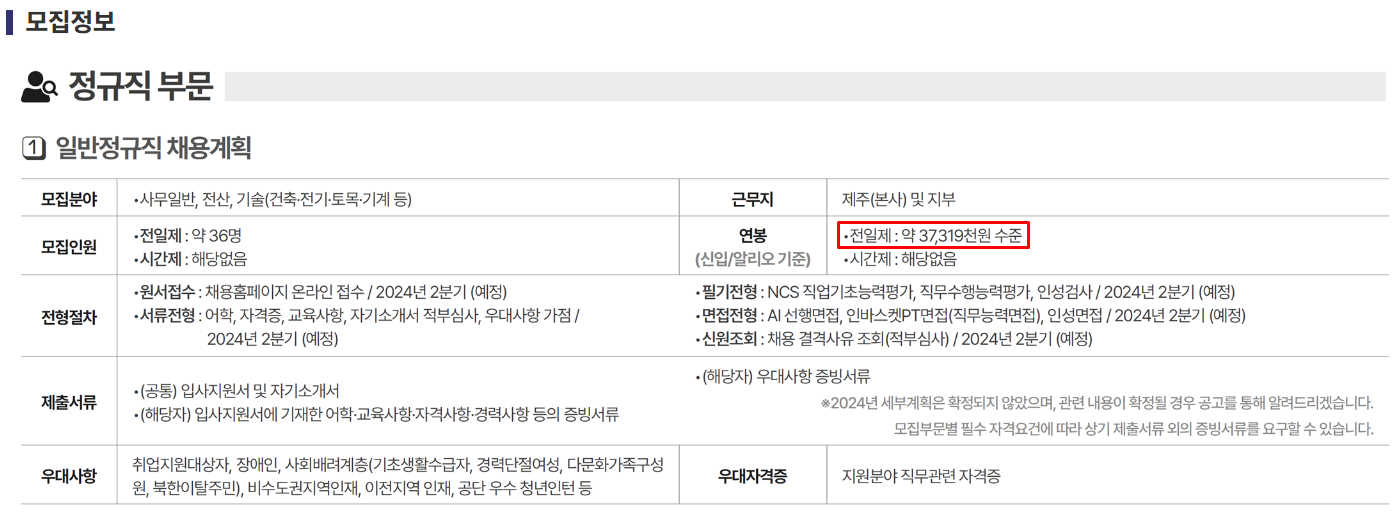 모집정보
정규직 부문
1 일반정규직 채용계획
모집분야
•사무일반, 전산, 기술(건축·전기·토목·기계 등)
근무지
제주(본사) 및 지부
모집인원
•전일제 : 약 36명
•시간제 : 해당없음
연봉
(신입/알리오 기준)
•전일제 : 약 37,319천원 수준
•시간제 : 해당없음
전형절차
•원서접수 : 채용홈페이지 온라인 접수 / 2024년 2분기 (예정)
•서류전형 : 어학, 자격증, 교육사항, 자기소개서 적부심사, 우대사항 가점 /
2024년 2분기 (예정)
•필기전형 : NCS 직업기초능력평가, 직무수행능력평가, 인성검사 / 2024년 2분기 (예정)
•면접전형 : AI 선행면접, 인바스켓PT면접(직무능력면접), 인성면접 / 2024년 2분기 (예정)
•신원조회 : 채용 결격사유 조회(적부심사) / 2024년 2분기 (예정)
제출서류
•(공통) 입사지원서 및 자기소개서
•(해당자) 입사지원서에 기재한 어학·교육사항·자격사항·경력사항 등의 증빙서류
•(해당자) 우대사항 증빙서류
※2024년 세부계획은 확정되지 않았으며, 관련 내용이 확정될 경우 공고를 통해 알려드리겠습니다.
모집부문별 필수 자격요건에 따라 상기 제출서류 외의 증빙서류를 요구할 수 있습니다.
우대사항
취업지원대상자, 장애인, 사회배려계층(기초생활수급자, 경력단절여성, 다문화가족구성
원, 북한이탈주민), 비수도권지역인재, 이전지역 인재, 공단 우수 청년인턴 등
우대자격증
지원분야 직무관련 자격증